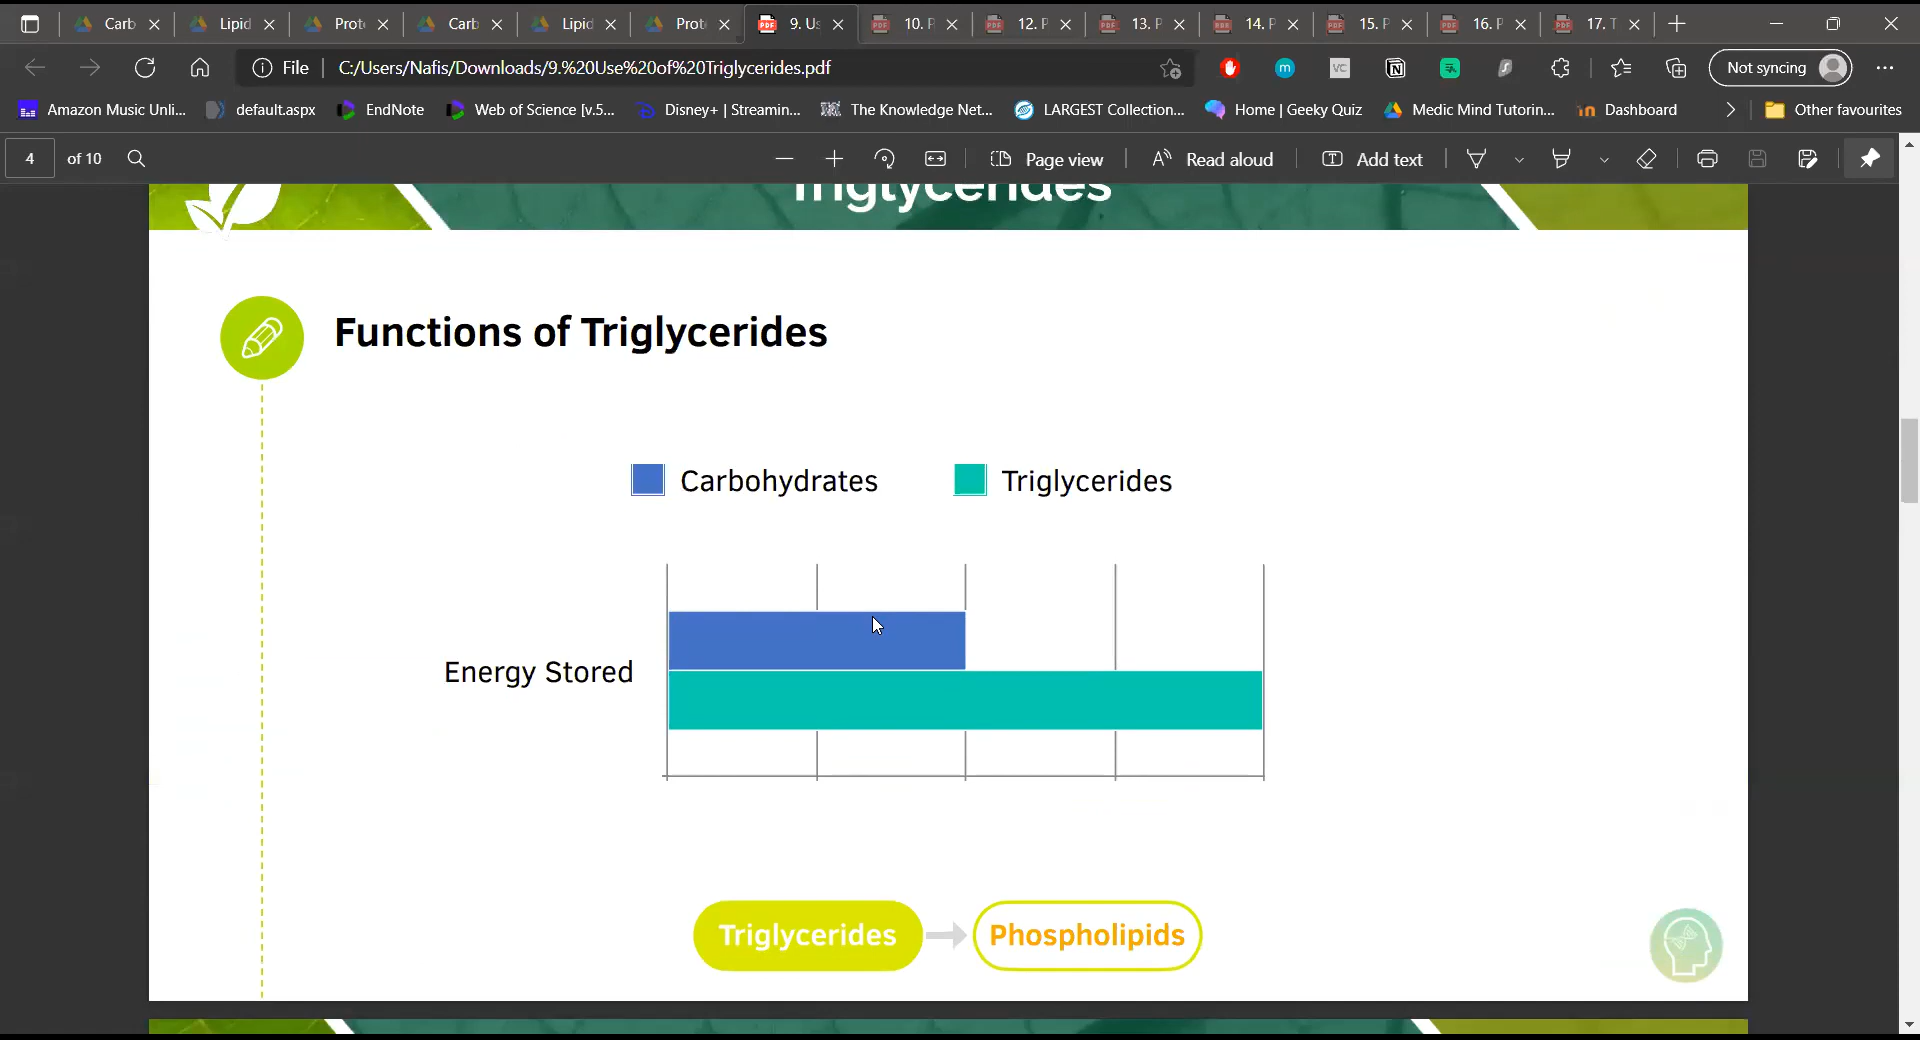 Carb
Lipid
Prote
Carb
Lipid
Prote
9. Us
10. P
12. P
13. P
14. P
15. P
16. P
17. T
File
C:/Users/Nafis/Downloads/9.%20Use%20of%20Triglycerides.pdf
Not syncing
Amazon Music Unli...
default.aspx
EndNote
Web of Science [v.5...
Disney+ | Streamin...
The Knowledge Net...
LARGEST Collection...
Home | Geeky Quiz
Medic Mind Tutorin...
Dashboard
Other favourites
4 of 10
Page view
Read aloud
Add text
Triglycerides
Functions of Triglycerides
Carbohydrates
Triglycerides
Energy Stored
Triglycerides
Phospholipids